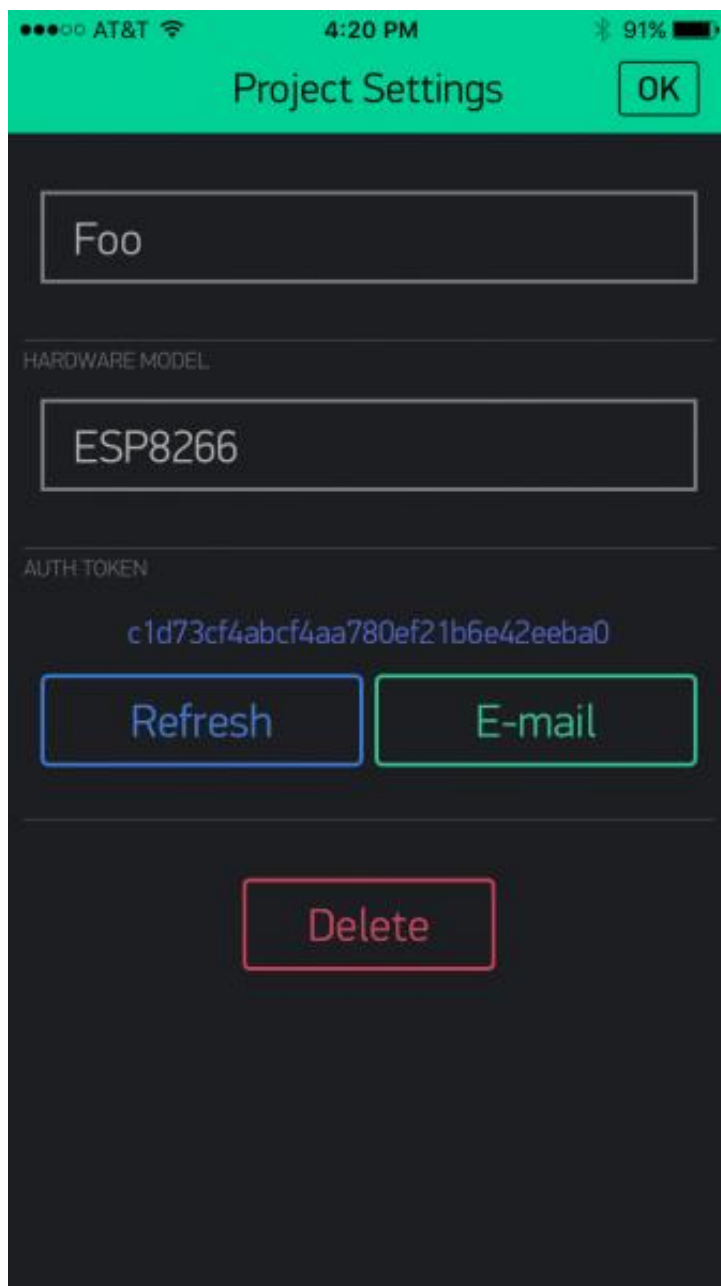 AT&T 4:20 PM 91%
Project Settings OK
Foo
HARDWARE MODEL
ESP8266
AUTH TOKEN
c1d73cf4abcf4aa780ef21b6e42eeba0
Refresh E-mail
Delete